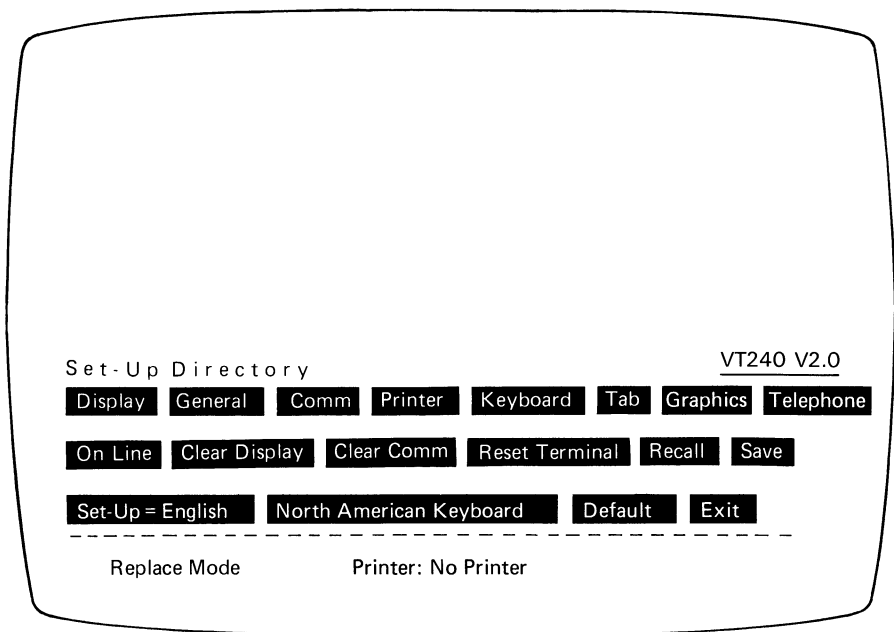 Set-Up Directory VT240 V2.0
Display General Comm Printer Keyboard Tab Graphics Telephone
On Line Clear Display Clear Comm Reset Terminal Recall Save
Set-Up = English North American Keyboard Default Exit
Replace Mode Printer: No Printer